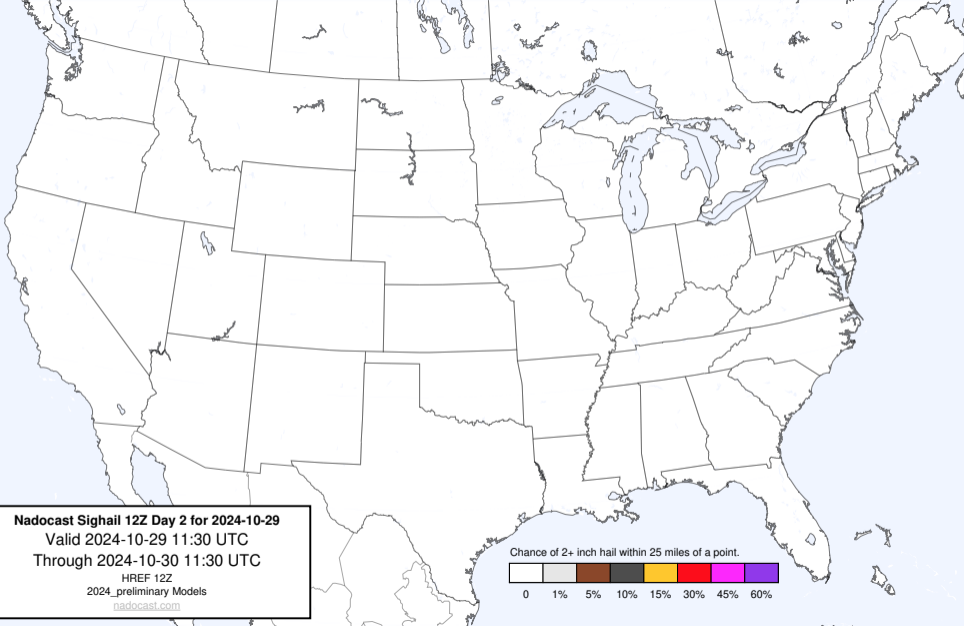 Nadocast Sighail 12Z Day 2 for 2024-10-29
Valid 2024-10-29 11:30 UTC
Through 2024-10-30 11:30 UTC
HREF 12Z
2024_preliminary Models
nadocast.com
Chance of 2+ inch hail within 25 miles of a point.
0 1% 5% 10% 15% 30% 45% 60%